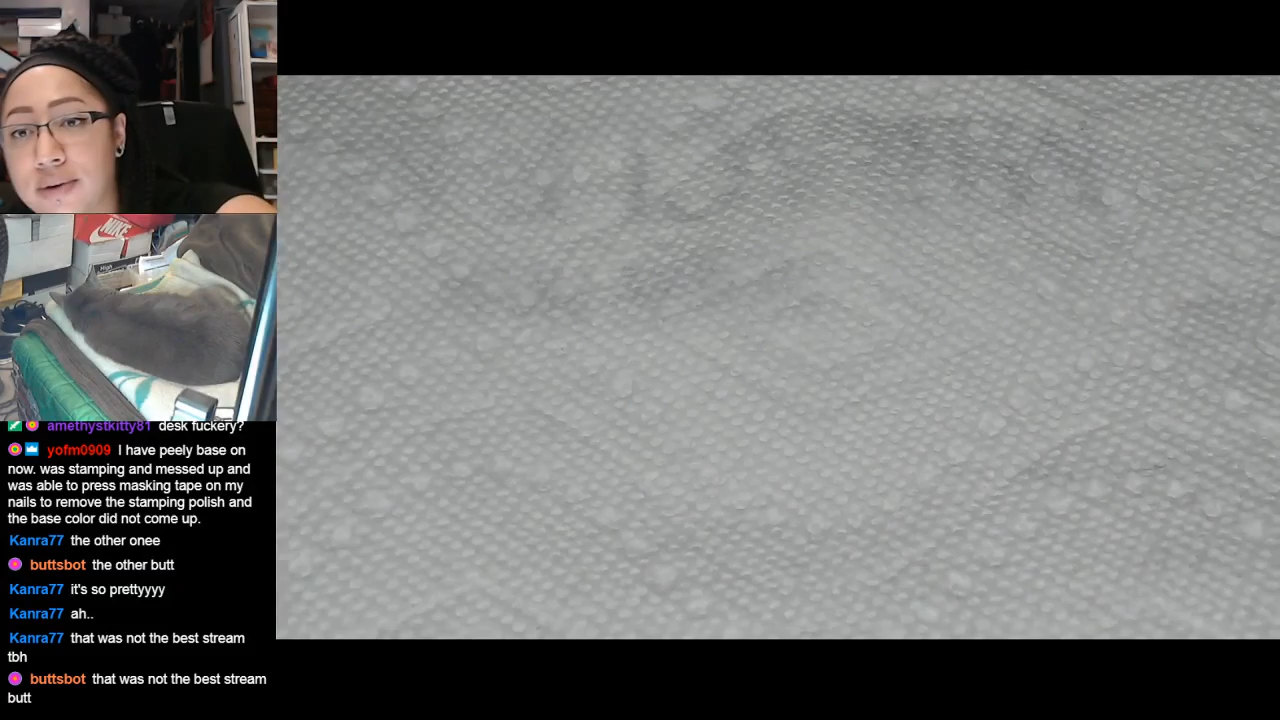 NIKE
amethystkitty81 desk fuckery?
yofm0909 I have peely base on
now. was stamping and messed up and
was able to press masking tape on my
nails to remove the stamping polish and
the base color did not come up.
Kanra77 the other onee
buttsbot the other butt
Kanra77 it's so prettyyyy
Kanra77 ah..
Kanra77 that was not the best stream
tbh
buttsbot that was not the best stream
butt